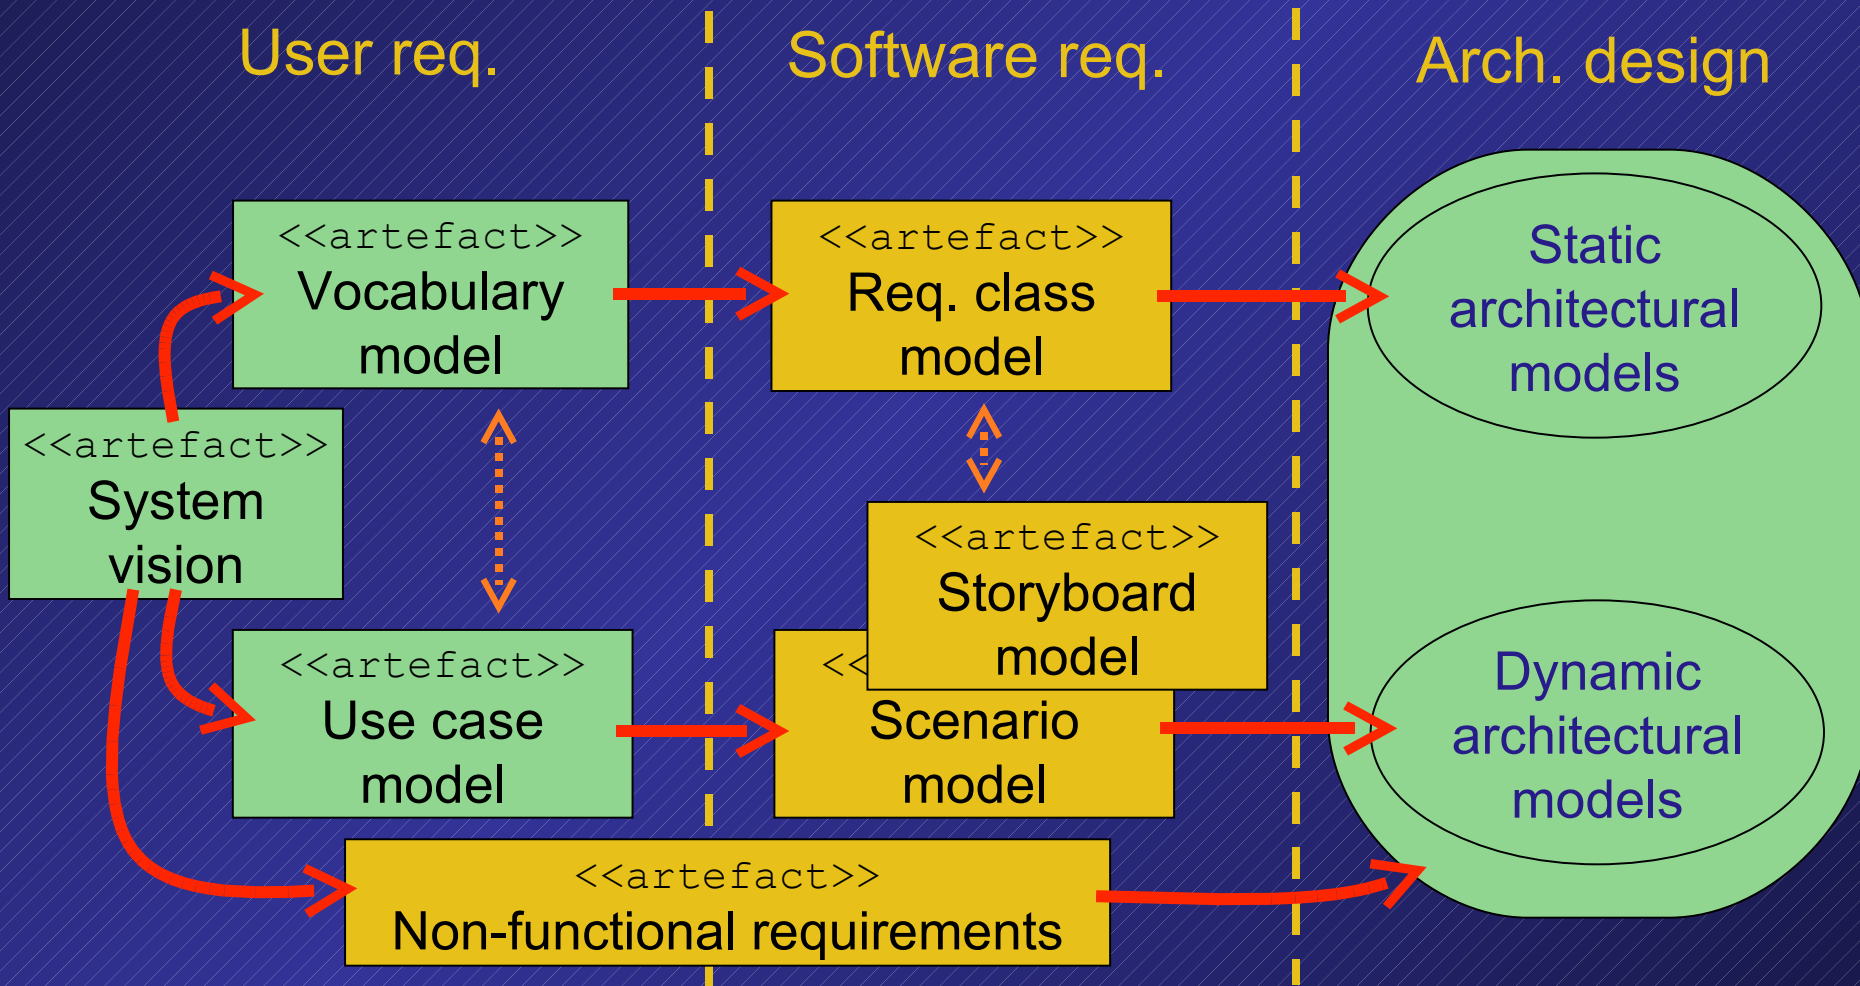 User req.
Software req.
Arch. design
<<artefact>>
Vocabulary
model
<<artefact>>
Req. class
model
Static
architectural
models
<<artefact>>
System
vision
<<artefact>>
Storyboard
model
<<artefact>>
Use case
model
<<
Scenario
model
Dynamic
architectural
models
<<artefact>>
Non-functional requirements